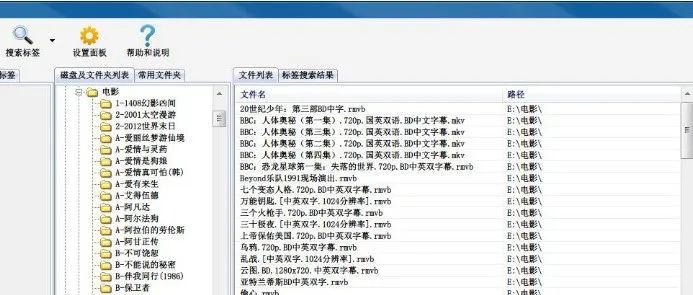 搜索标签 设置面板 帮助和说明
标签 磁盘及文件夹列表 常用文件夹 文件列表 标签搜索结果
电影
1-1408幻影凶间
2-2001太空漫游
2-2012世界末日
A-爱丽丝梦游仙境
A-爱情与灵药
A-爱情是狗娘
A-爱情真可怕(韩)
A-爱有来生
A-艾得伍德
A-阿凡达
A-阿尔法狗
A-阿拉伯的劳伦斯
A-阿甘正传
B-不可饶恕
B-不能说的秘密
B-伴我同行(1986)
B-保卫者
文件名 路径
20世纪少年：第三部BD中字.rmvb E:\电影\
BBC：人体奥秘（第一集）.720p.国英双语.BD中英文字幕.mkv E:\电影\
BBC：人体奥秘（第二集）.720p.国英双语.BD中文字幕.mkv E:\电影\
BBC：人体奥秘（第三集）.720p.国英双语.BD中文字幕.mkv E:\电影\
BBC：人体奥秘（第四集）.720p.国英双语.BD中文字幕.mkv E:\电影\
BBC：恐龙星球第一集：失落的世界.720p.BD中英双字幕.rmvb E:\电影\
Beyond乐队1991现场演出.rmvb E:\电影\
七个变态人格.720p.BD中英双字幕.rmvb E:\电影\
万能钥匙.[中英双字.1024分辨率].rmvb E:\电影\
三个火枪手.720p.BD中英双字幕.rmvb E:\电影\
三十极夜.[中英双字.1024分辨率].rmvb E:\电影\
上帝保佑美国.720p.BD中英双字幕.rmvb E:\电影\
乌鸦.720p.BD中英双字幕.rmvb E:\电影\
乱战.[中英双字.1024分辨率].rmvb E:\电影\
云图.BD.1280x720.中英双字幕.rmvb E:\电影\
亚特兰蒂斯BD中英双字.rmvb E:\电影\
偷心.rmvb E:\电影\